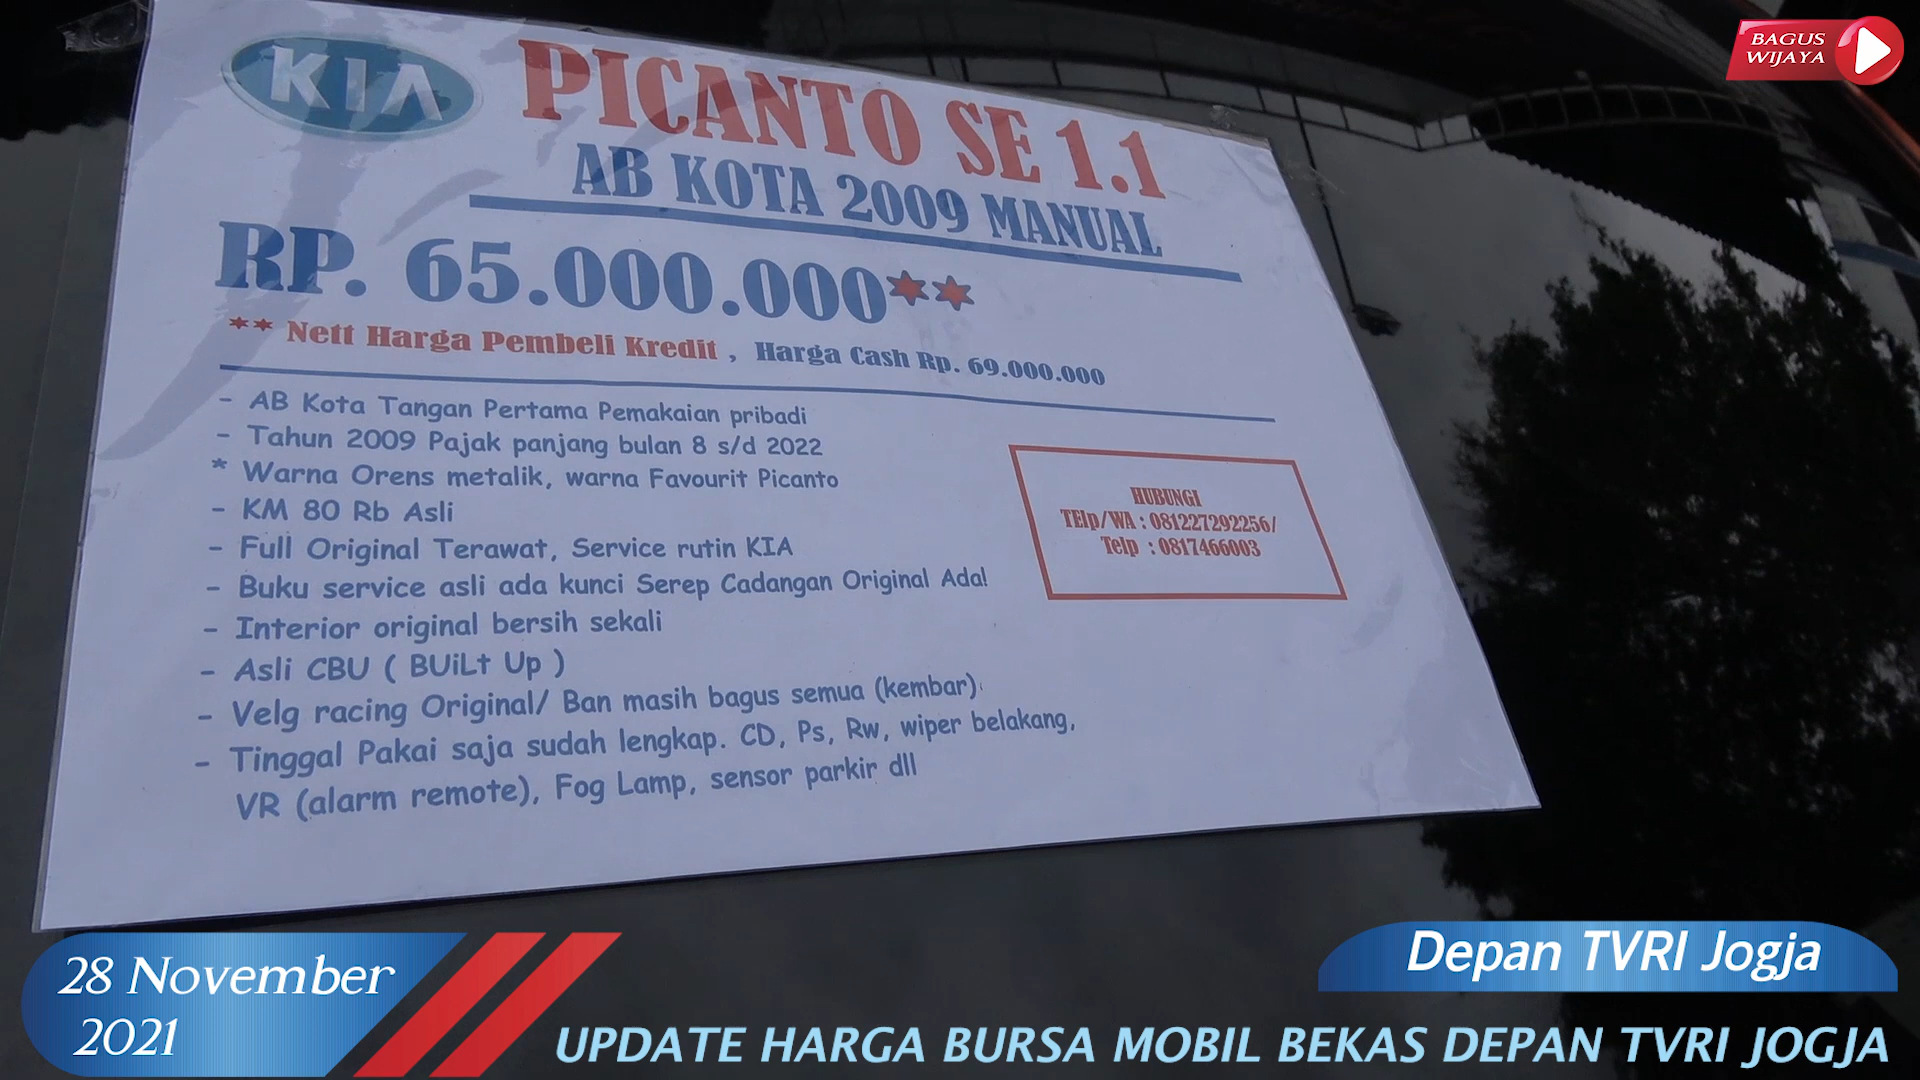 BAGUS
WIJAYA
KIA
PICANTO SE 1.1
AB KOTA 2009 MANUAL
RP. 65.000.000**
** Nett Harga Pembeli Kredit , Harga Cash Rp. 69.000.000
- AB Kota Tangan Pertama Pemakaian pribadi
- Tahun 2009 Pajak panjang bulan 8 s/d 2022
* Warna Orens metalik, warna Favourit Picanto
- KM 80 Rb Asli
- Full Original Terawat, Service rutin KIA
- Buku service asli ada kunci Serep Cadangan Original Ada!
- Interior original bersih sekali
- Asli CBU ( BUiLt Up )
- Velg racing Original/ Ban masih bagus semua (kembar).
- Tinggal Pakai saja sudah lengkap. CD, Ps, Rw, wiper belakang,
VR (alarm remote), Fog Lamp, sensor parkir dll
HUBUNGI
TElp/WA : 081227292256/
Telp : 0817466003
Depan TVRI Jogja
28 November
2021
UPDATE HARGA BURSA MOBIL BEKAS DEPAN TVRI JOGJA